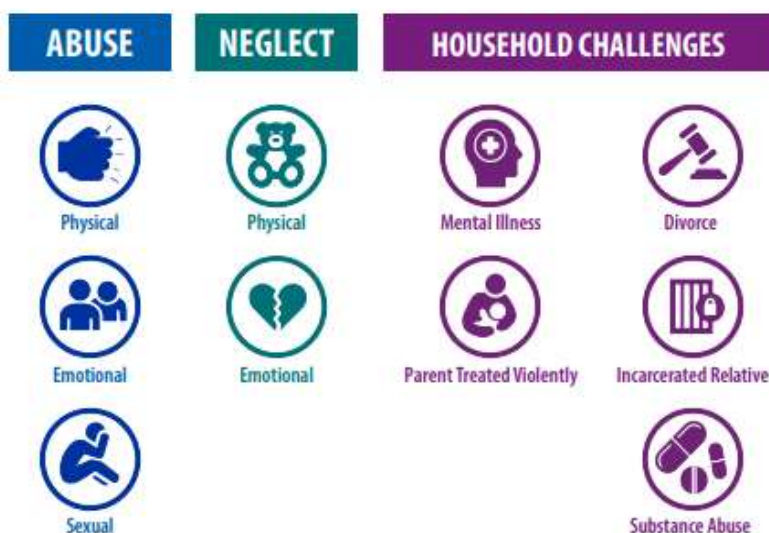 ABUSE
NEGLECT
HOUSEHOLD CHALLENGES
Physical
Physical
Mental Illness
Divorce
Emotional
Emotional
Parent Treated Violently
Incarcerated Relative
Sexual
Substance Abuse